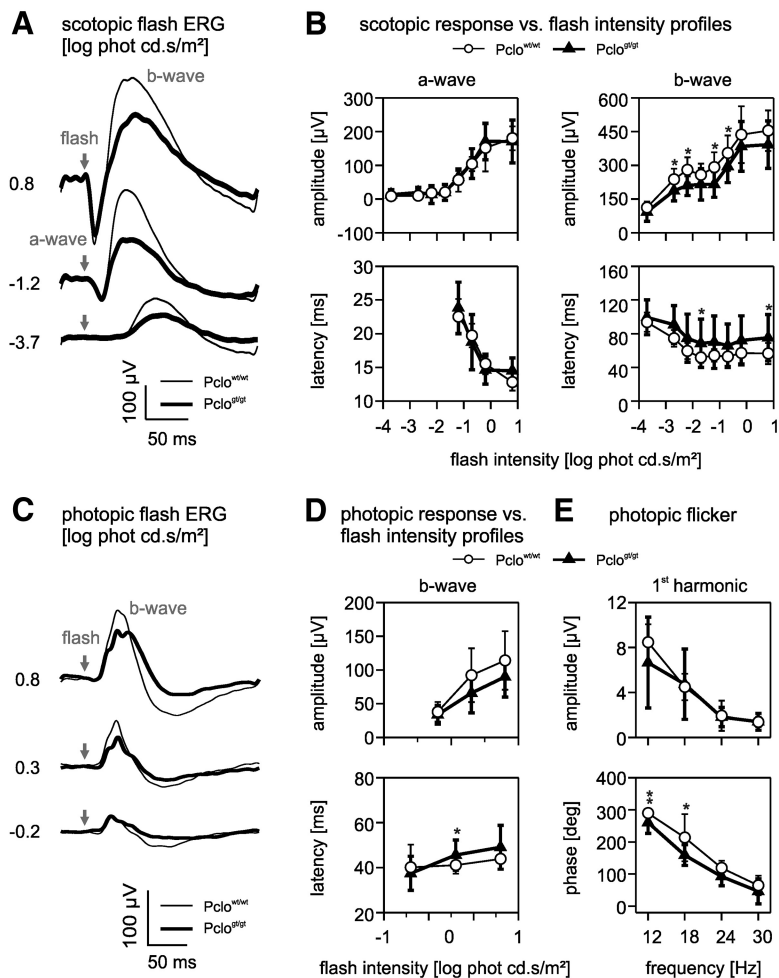 A scotopic flash ERG
[log phot cd.s/m²]
b-wave
flash
0.8
a-wave
-1.2
-3.7
100 µV
50 ms
Pclo^wt/wt
Pclo^gt/gt
B scotopic response vs. flash intensity profiles
Pclo^wt/wt Pclo^gt/gt
a-wave
amplitude [µV]
300
200
100
0
-100
b-wave
amplitude [µV]
600
450
300
150
0
* * * *
latency [ms]
30
25
20
15
10
-4 -3 -2 -1 0 1
latency [ms]
160
120
80
40
0
* *
-4 -3 -2 -1 0 1
flash intensity [log phot cd.s/m²]
C photopic flash ERG
[log phot cd.s/m²]
b-wave
flash
0.8
0.3
-0.2
100 µV
50 ms
Pclo^wt/wt
Pclo^gt/gt
D photopic response vs.
flash intensity profiles
E photopic flicker
Pclo^wt/wt Pclo^gt/gt
b-wave
amplitude [µV]
200
150
100
50
0
latency [ms]
80
60
40
20
*
-1 0 1
flash intensity [log phot cd.s/m²]
1st harmonic
amplitude [µV]
12
8
4
0
phase [deg]
400
300
200
100
0
* * *
12 18 24 30
frequency [Hz]